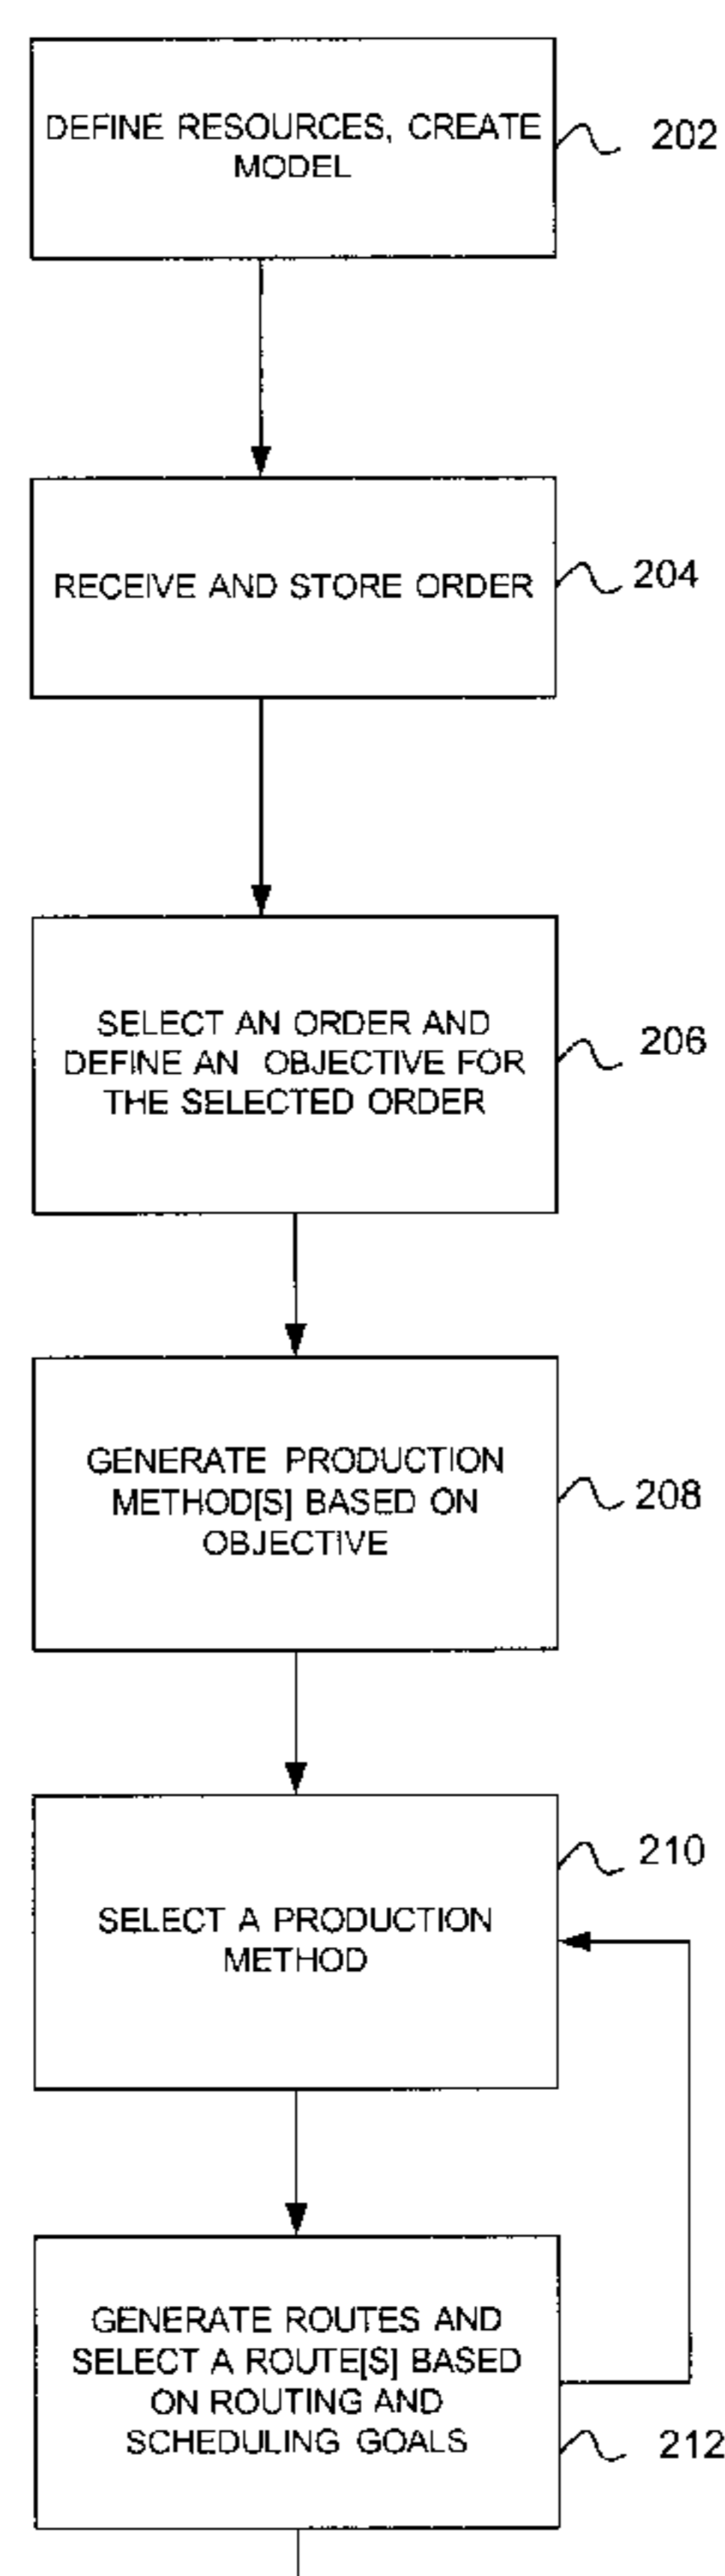 DEFINE RESOURCES, CREATE
MODEL
202
RECEIVE AND STORE ORDER
204
SELECT AN ORDER AND
DEFINE AN OBJECTIVE FOR
THE SELECTED ORDER
206
GENERATE PRODUCTION
METHOD[S] BASED ON
OBJECTIVE
208
SELECT A PRODUCTION
METHOD
210
GENERATE ROUTES AND
SELECT A ROUTE[S] BASED
ON ROUTING AND
SCHEDULING GOALS
212